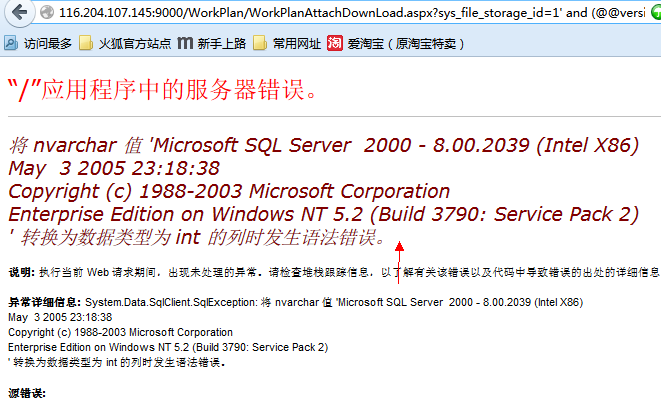 116.204.107.145:9000/WorkPlan/WorkPlanAttachDownLoad.aspx?sys_file_storage_id=1' and (@@versi
访问最多 火狐官方站点 新手上路 常用网址 爱淘宝（原淘宝特卖）
“/”应用程序中的服务器错误。
将 nvarchar 值 'Microsoft SQL Server 2000 - 8.00.2039 (Intel X86)
May 3 2005 23:18:38
Copyright (c) 1988-2003 Microsoft Corporation
Enterprise Edition on Windows NT 5.2 (Build 3790: Service Pack 2)
' 转换为数据类型为 int 的列时发生语法错误。
说明: 执行当前 Web 请求期间，出现未处理的异常。请检查堆栈跟踪信息，以了解有关该错误以及代码中导致错误的出处的详细信息
异常详细信息: System.Data.SqlClient.SqlException: 将 nvarchar 值 'Microsoft SQL Server 2000 - 8.00.2039 (Intel X86)
May 3 2005 23:18:38
Copyright (c) 1988-2003 Microsoft Corporation
Enterprise Edition on Windows NT 5.2 (Build 3790: Service Pack 2)
' 转换为数据类型为 int 的列时发生语法错误。
源错误: